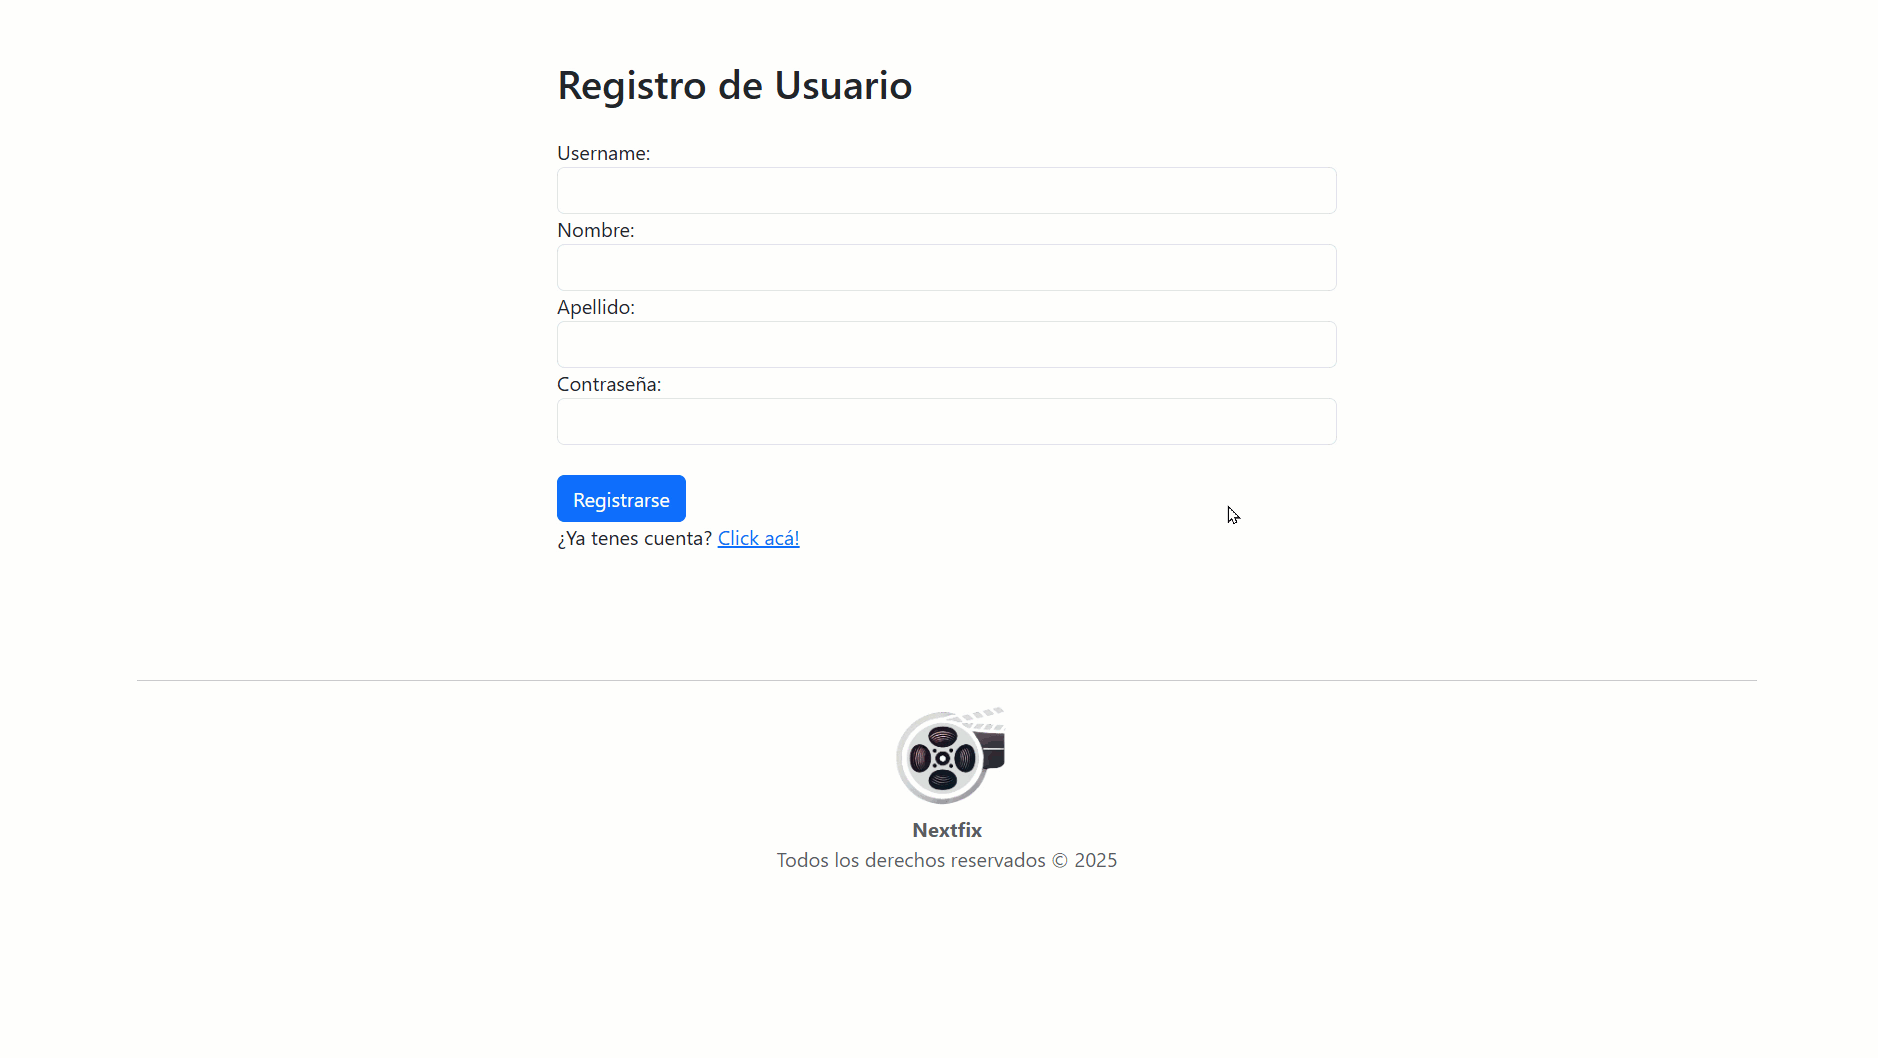 Registro de Usuario
Username:
Nombre:
Apellido:
Contraseña:
Registrarse
¿Ya tenes cuenta? Click acá!
Nextfix
Todos los derechos reservados © 2025